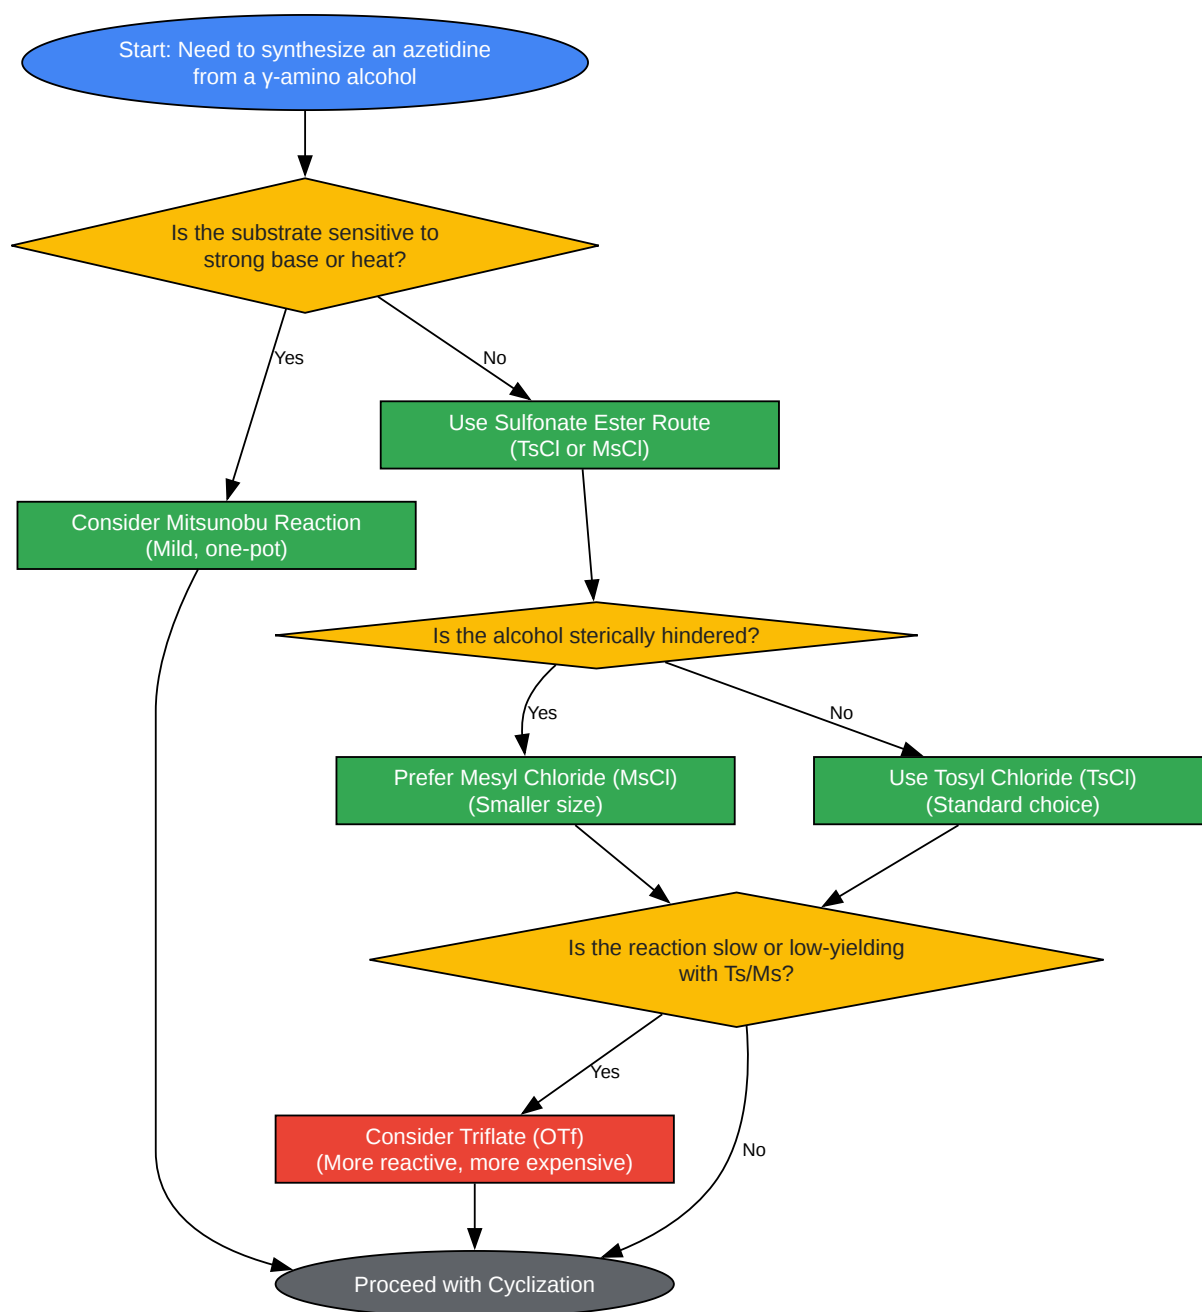 Start: Need to synthesize an azetidine
from a γ-amino alcohol
Is the substrate sensitive to
strong base or heat?
Yes
No
Use Sulfonate Ester Route
(TsCl or MsCl)
Consider Mitsunobu Reaction
(Mild, one-pot)
Is the alcohol sterically hindered?
Yes
No
Prefer Mesyl Chloride (MsCl)
(Smaller size)
Use Tosyl Chloride (TsCl)
(Standard choice)
Is the reaction slow or low-yielding
with Ts/Ms?
Yes
Consider Triflate (OTf)
(More reactive, more expensive)
No
Proceed with Cyclization